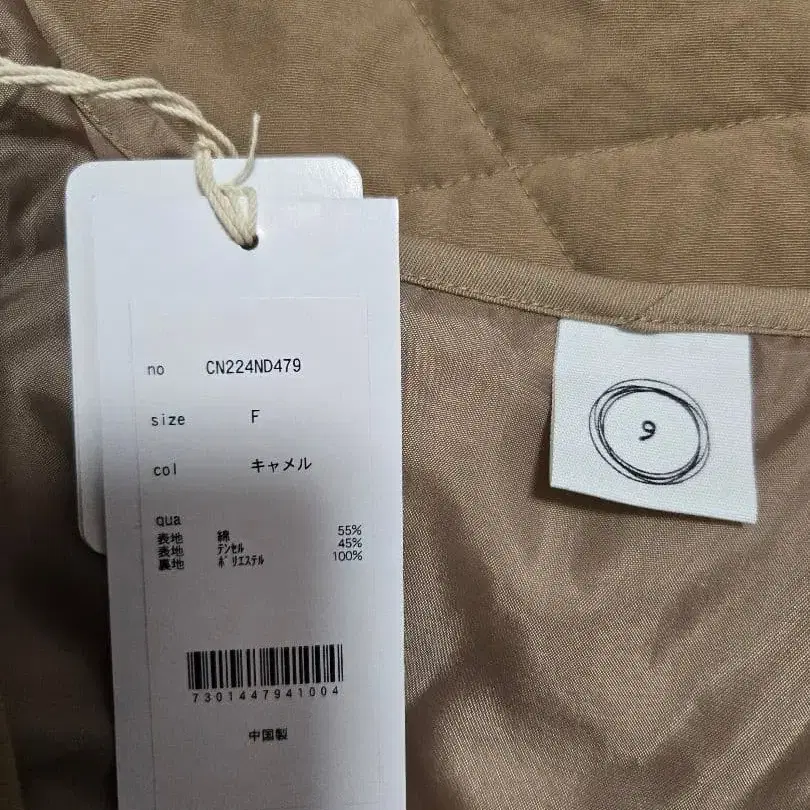 no CN224ND479
size F
col キャメル
qua
表地 綿 55%
表地 テンセル 45%
裏地 ポリエステル 100%
7301447941004
中国製
9